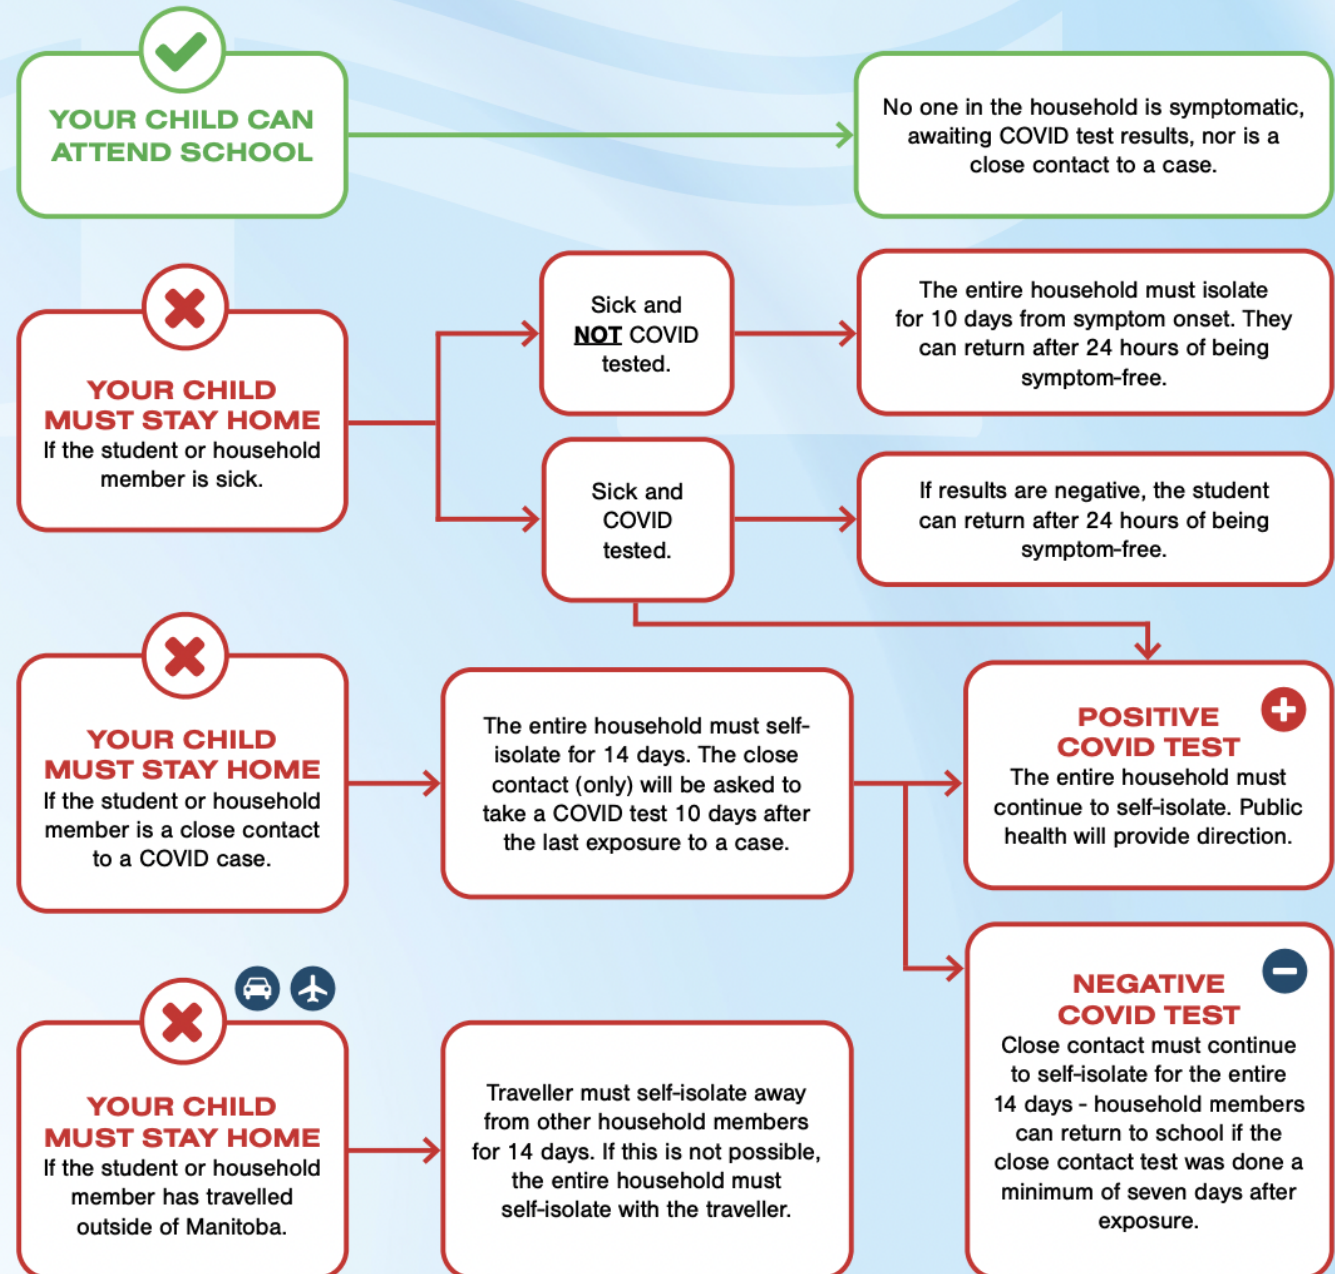 YOUR CHILD CAN
ATTEND SCHOOL
No one in the household is symptomatic,
awaiting COVID test results, nor is a
close contact to a case.
YOUR CHILD
MUST STAY HOME
If the student or household
member is sick.
Sick and
NOT COVID
tested.
The entire household must isolate
for 10 days from symptom onset. They
can return after 24 hours of being
symptom-free.
Sick and
COVID
tested.
If results are negative, the student
can return after 24 hours of being
symptom-free.
YOUR CHILD
MUST STAY HOME
If the student or household
member is a close contact
to a COVID case.
The entire household must self-
isolate for 14 days. The close
contact (only) will be asked to
take a COVID test 10 days after
the last exposure to a case.
POSITIVE
COVID TEST
The entire household must
continue to self-isolate. Public
health will provide direction.
NEGATIVE
COVID TEST
Close contact must continue
to self-isolate for the entire
14 days - household members
can return to school if the
close contact test was done a
minimum of seven days after
exposure.
YOUR CHILD
MUST STAY HOME
If the student or household
member has travelled
outside of Manitoba.
Traveller must self-isolate away
from other household members
for 14 days. If this is not possible,
the entire household must
self-isolate with the traveller.